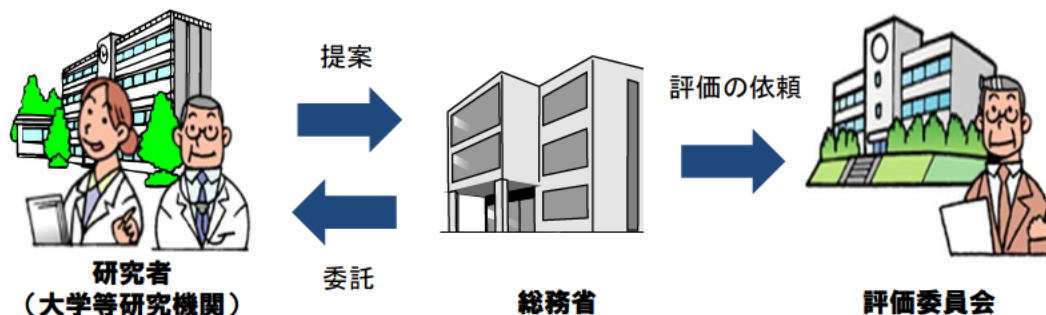 提案
評価の依頼
委託
研究者
（大学等研究機関）
総務省
評価委員会